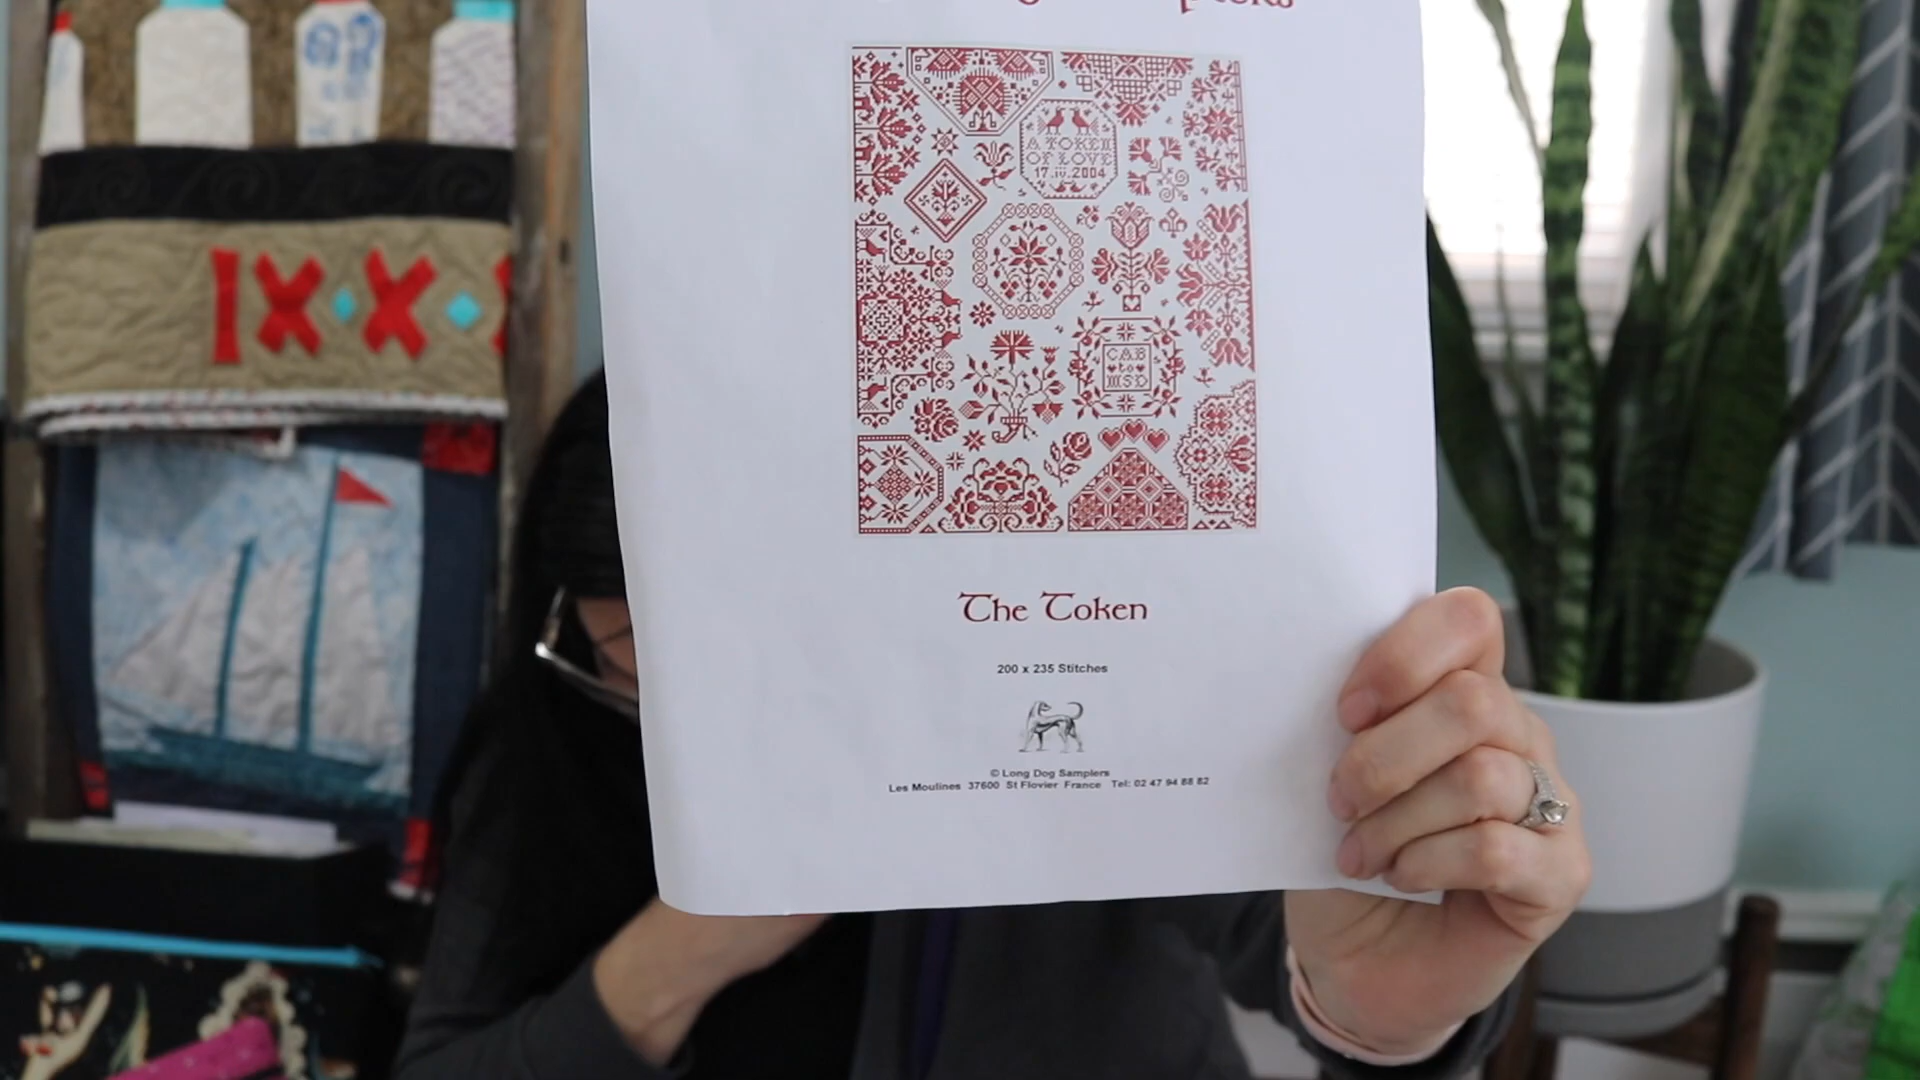 A TOKEN
OF LOVE
17.iv.2004
CAB
to
MSD
The Token
200 x 235 Stitches
© Long Dog Samplers
Les Moulines 37600 St Flovier France Tel: 02 47 94 88 82